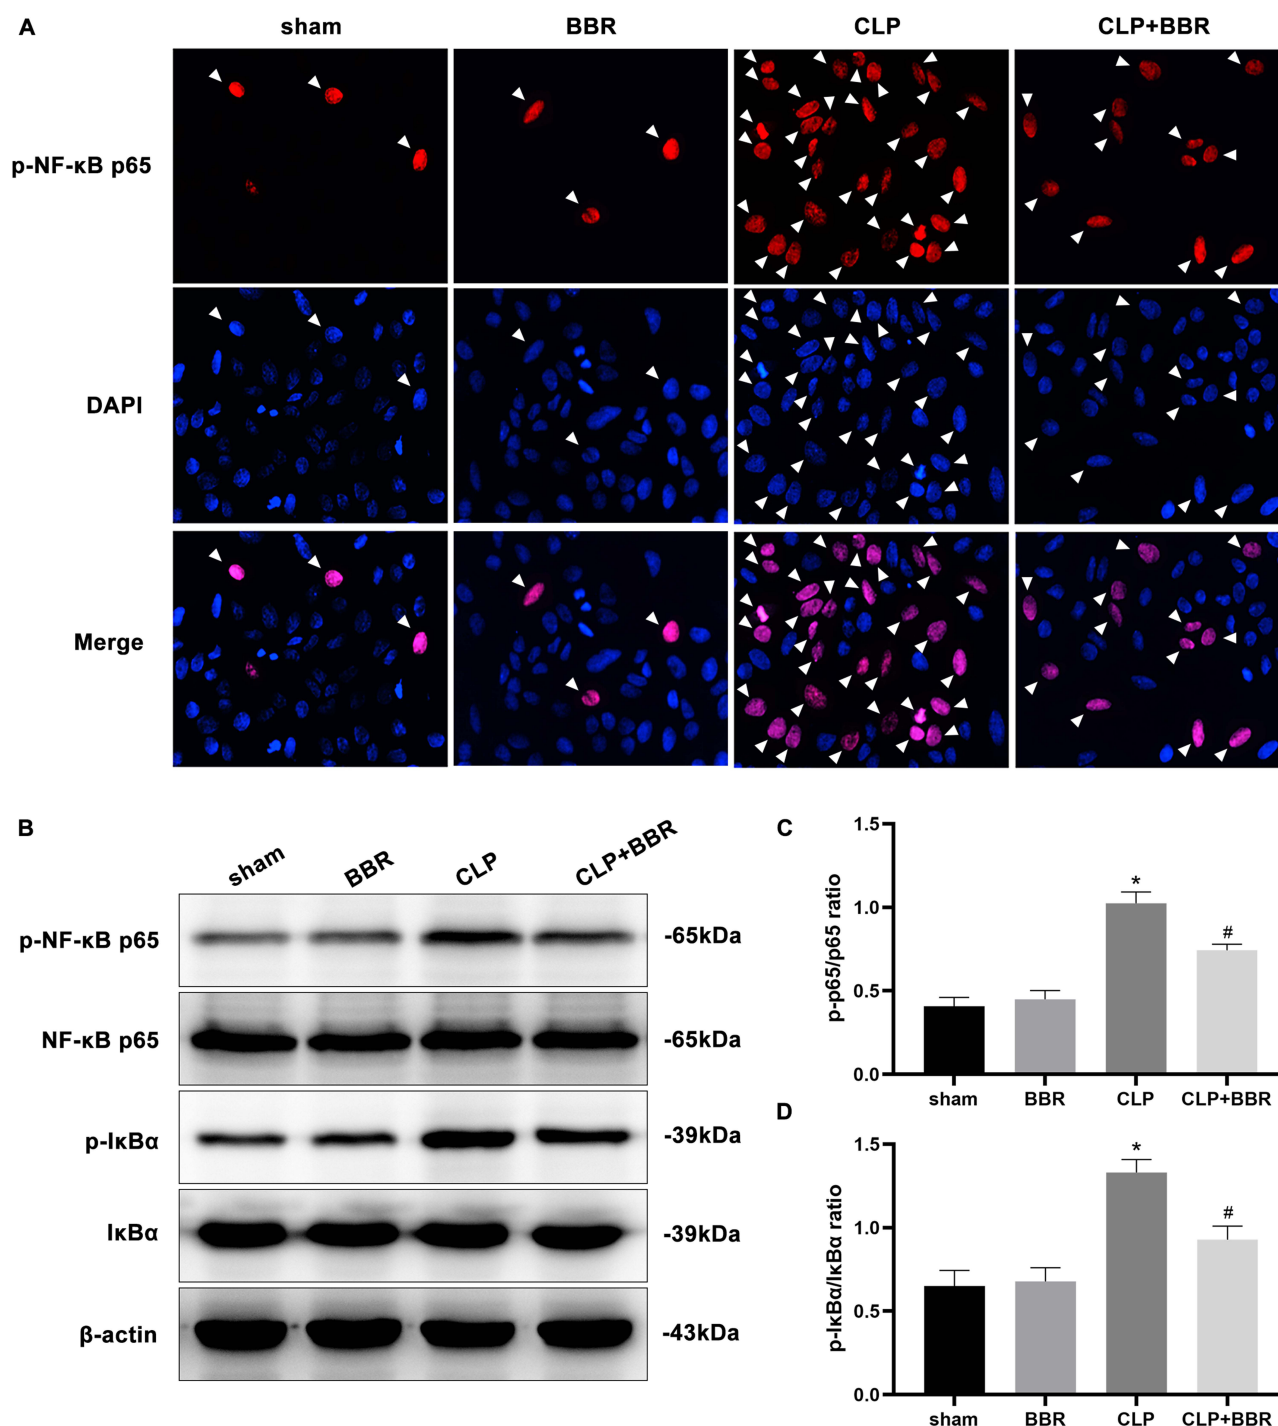 A
sham
BBR
CLP
CLP+BBR
p-NF-κB p65
DAPI
Merge
B
sham
BBR
CLP
CLP+BBR
p-NF-κB p65
-65kDa
NF-κB p65
-65kDa
p-IκBα
-39kDa
IκBα
-39kDa
β-actin
-43kDa
C
p-p65/p65 ratio
1.5
1.0
0.5
0.0
*
#
sham
BBR
CLP
CLP+BBR
D
p-IκBα/IκBα ratio
1.5
1.0
0.5
0.0
*
#
sham
BBR
CLP
CLP+BBR